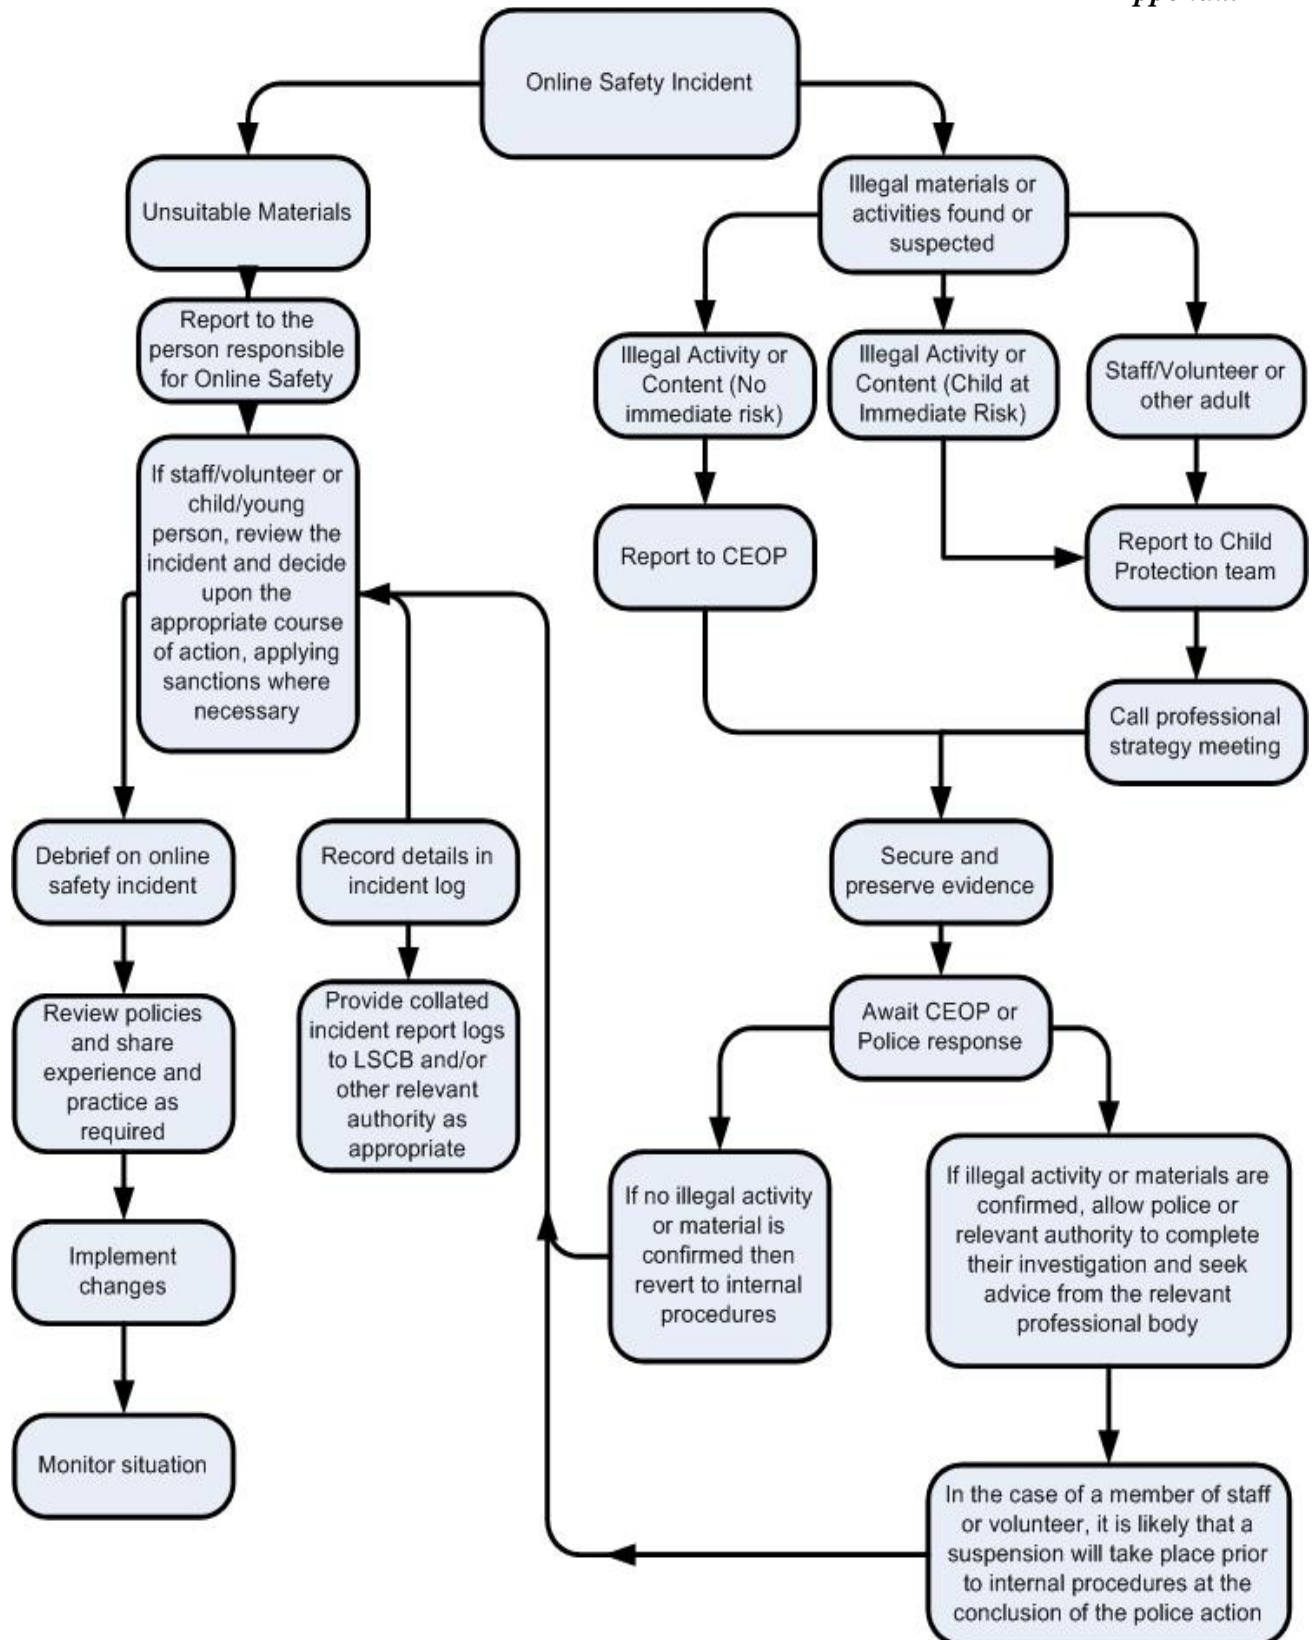 Online Safety Incident
Unsuitable Materials
Illegal materials or
activities found or
suspected
Report to the
person responsible
for Online Safety
Illegal Activity or
Content (No
immediate risk)
Illegal Activity or
Content (Child at
Immediate Risk)
Staff/Volunteer or
other adult
If staff/volunteer or
child/young
person, review the
incident and decide
upon the
appropriate course
of action, applying
sanctions where
necessary
Report to CEOP
Report to Child
Protection team
Call professional
strategy meeting
Debrief on online
safety incident
Record details in
incident log
Secure and
preserve evidence
Review policies
and share
experience and
practice as
required
Provide collated
incident report logs
to LSCB and/or
other relevant
authority as
appropriate
Await CEOP or
Police response
If no illegal activity
or material is
confirmed then
revert to internal
procedures
If illegal activity or materials are
confirmed, allow police or
relevant authority to complete
their investigation and seek
advice from the relevant
professional body
Implement
changes
Monitor situation
In the case of a member of staff
or volunteer, it is likely that a
suspension will take place prior
to internal procedures at the
conclusion of the police action